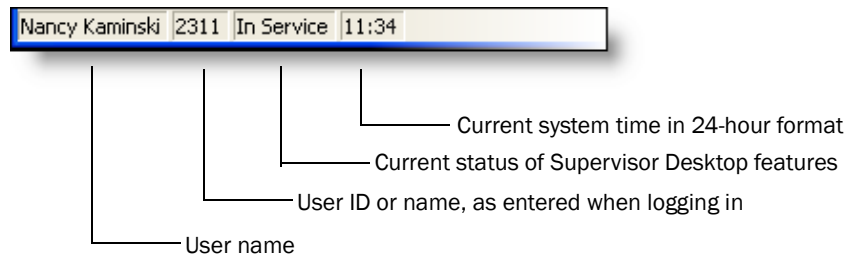 Nancy Kaminski 2311 In Service 11:34
Current system time in 24-hour format
Current status of Supervisor Desktop features
User ID or name, as entered when logging in
User name